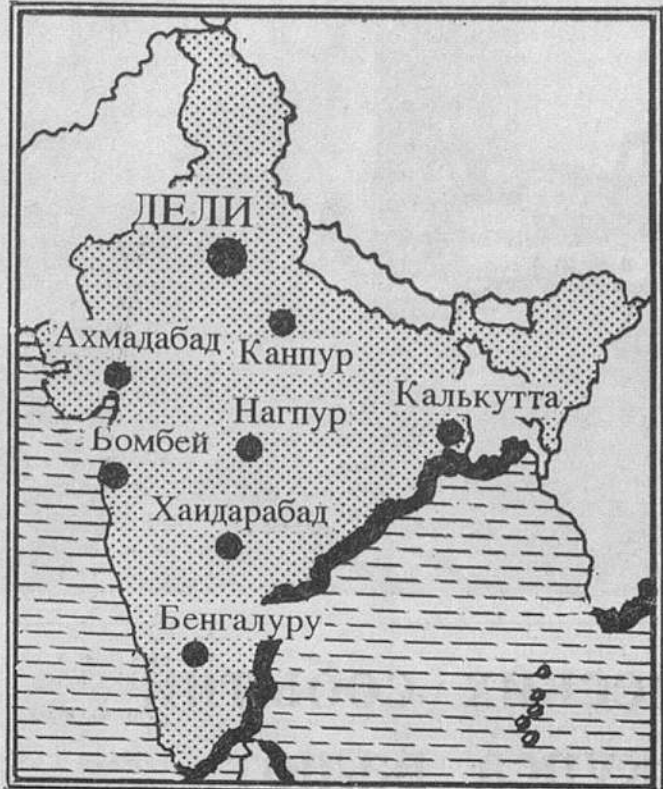 ДЕЛИ
Ахмадабад
Канпур
Калькутта
Нагпур
Бомбей
Хаидарабад
Бенгалуру